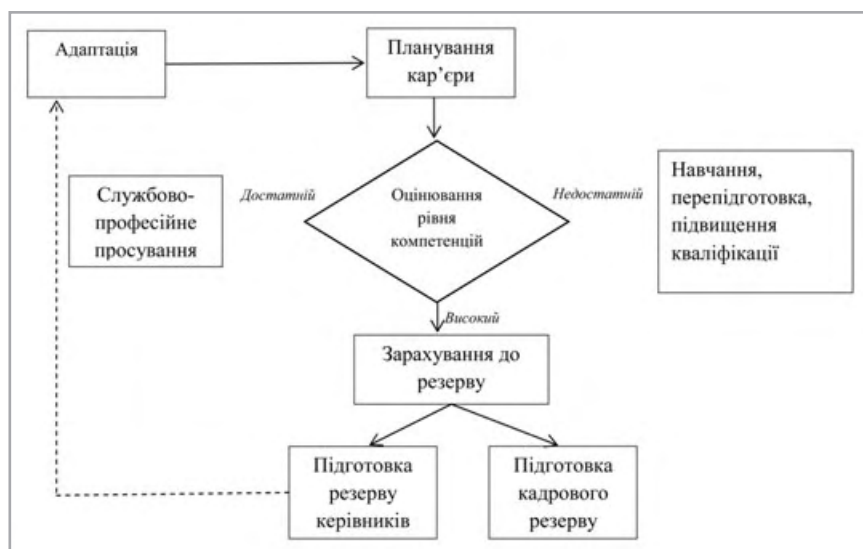 Адаптація
Планування
кар’єри
Службово-
професійне
просування
Достатній
Оцінювання
рівня
компетенцій
Недостатній
Навчання,
перепідготовка,
підвищення
кваліфікації
Високий
Зарахування до
резерву
Підготовка
резерву
керівників
Підготовка
кадрового
резерву